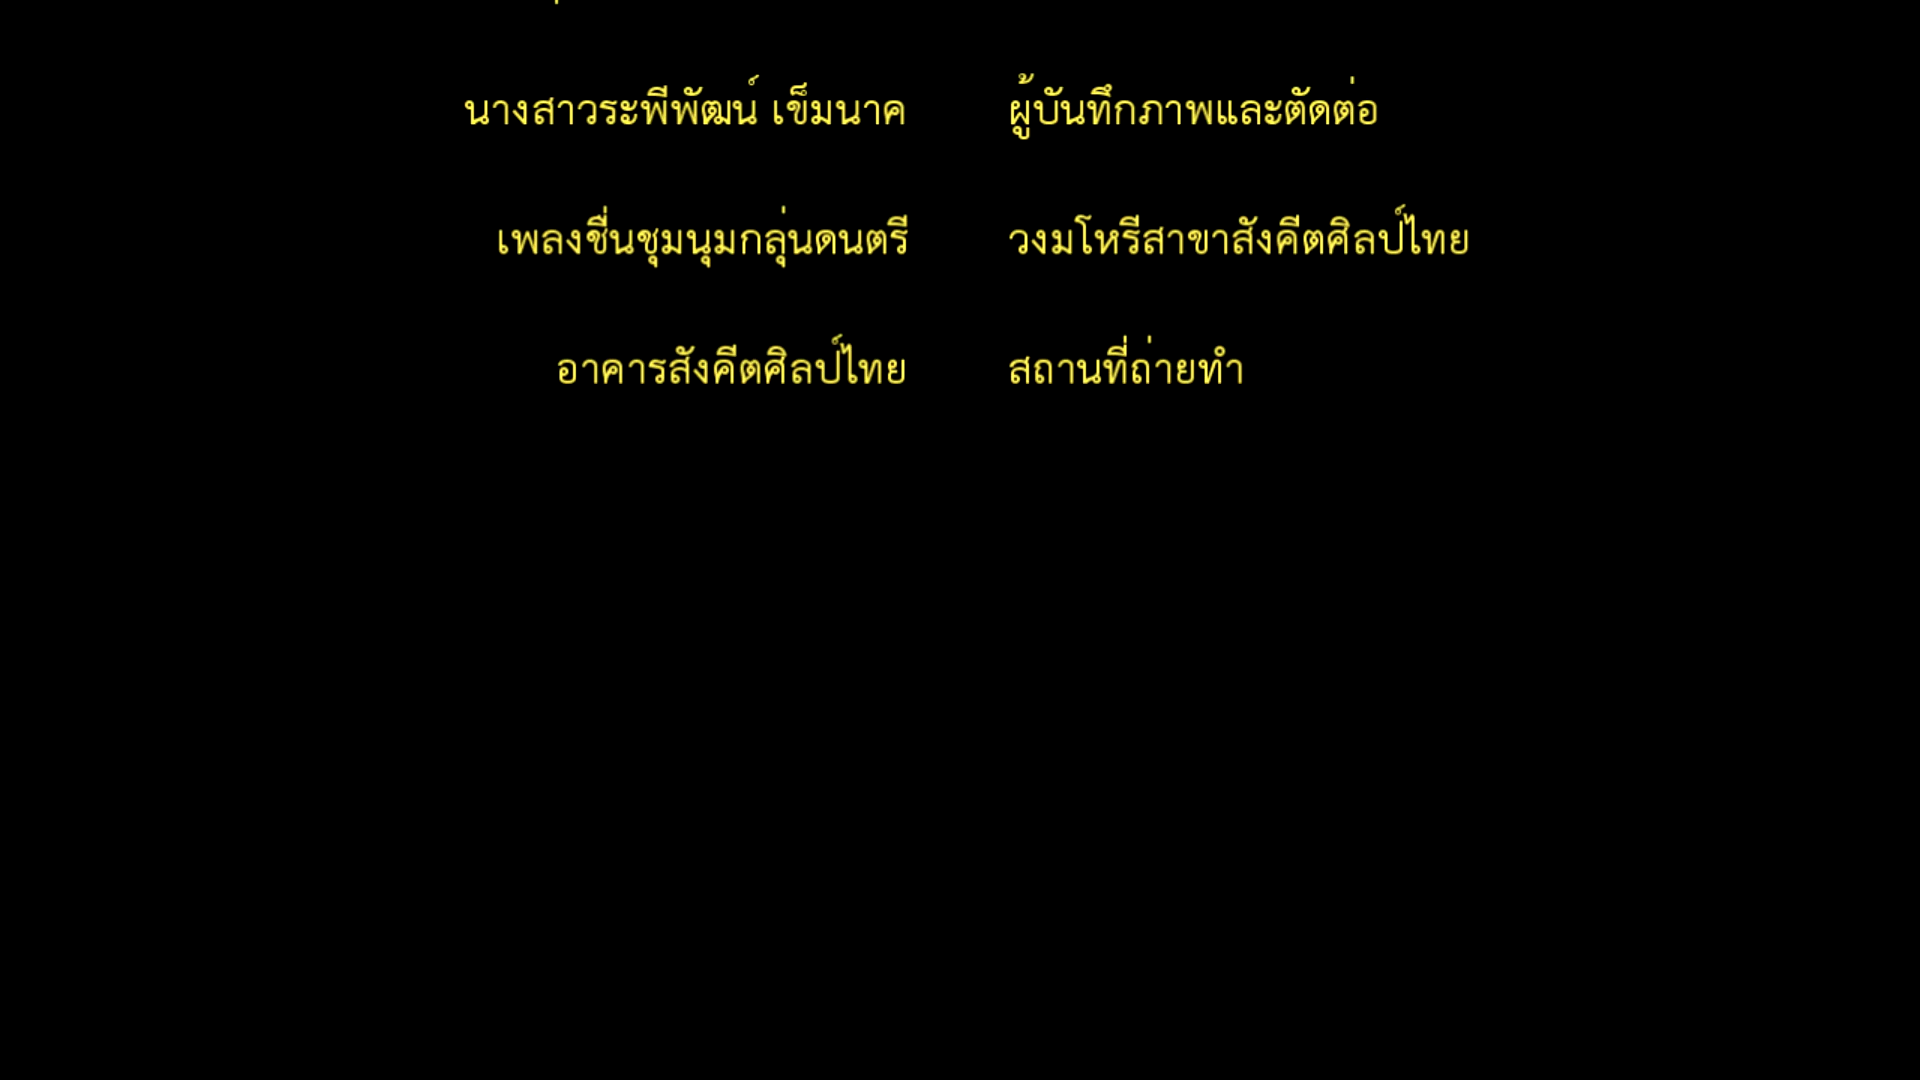 นางสาวระพีพัฒน์ เข็มนาค ผู้บันทึกภาพและตัดต่อ
เพลงชื่นชุมนุมกลุ่นดนตรี วงมโหรีสาขาสังคีตศิลป์ไทย
อาคารสังคีตศิลป์ไทย สถานที่ถ่ายทำ